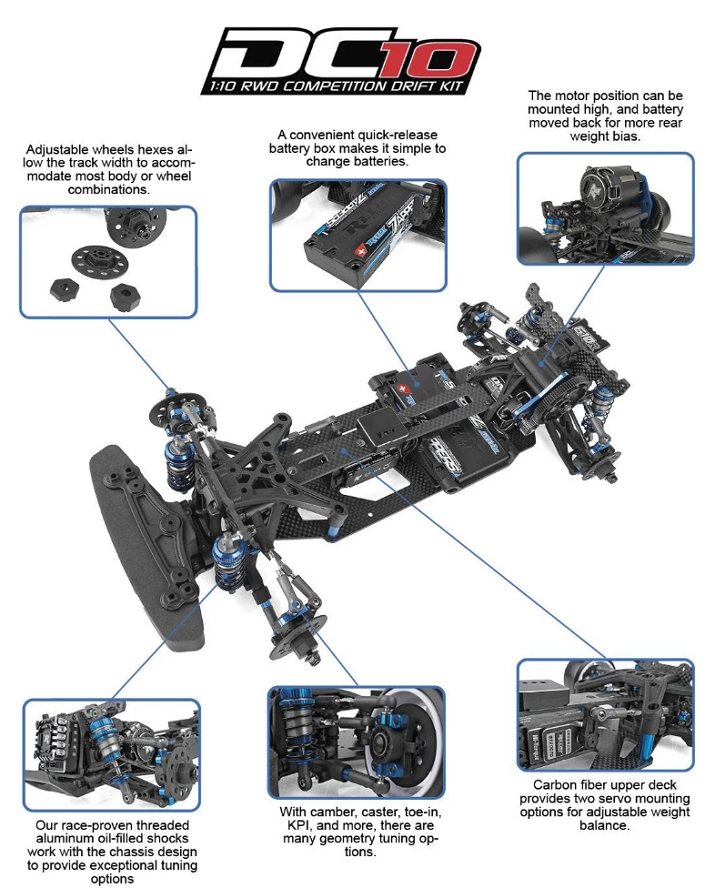 DC10
1:10 RWD COMPETITION DRIFT KIT
The motor position can be
mounted high, and battery
moved back for more rear
weight bias.
A convenient quick-release
battery box makes it simple to
change batteries.
Adjustable wheels hexes al-
low the track width to accom-
modate most body or wheel
combinations.
Our race-proven threaded
aluminum oil-filled shocks
work with the chassis design
to provide exceptional tuning
options
With camber, caster, toe-in,
KPI, and more, there are
many geometry tuning op-
tions.
Carbon fiber upper deck
provides two servo mounting
options for adjustable weight
balance.